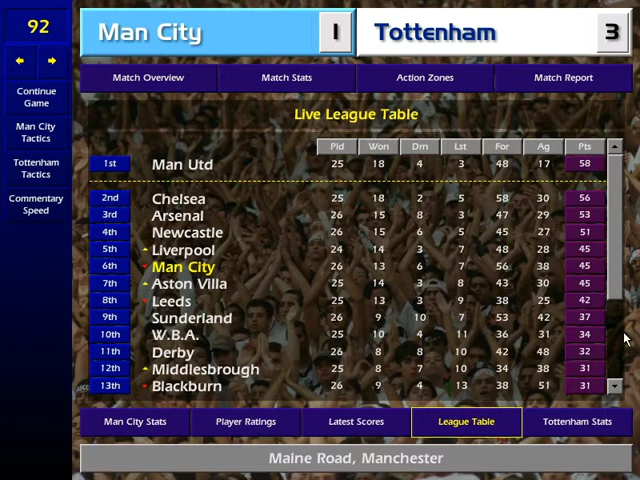 92
Man City 1 Tottenham 3
Match Overview Match Stats Action Zones Match Report
Continue
Game
Man City
Tactics
Tottenham
Tactics
Commentary
Speed
Live League Table
Pld Won Drn Lst For Ag Pts
1st Man Utd 25 18 4 3 48 17 58
2nd Chelsea 25 18 2 5 58 30 56
3rd Arsenal 26 15 8 3 47 29 53
4th Newcastle 26 15 6 5 45 27 51
5th Liverpool 24 14 3 7 48 28 45
6th Man City 26 13 6 7 56 38 45
7th Aston Villa 25 14 3 8 43 30 45
8th Leeds 25 13 3 9 38 25 42
9th Sunderland 26 9 10 7 53 42 37
10th W.B.A. 25 10 4 11 36 31 34
11th Derby 26 8 8 10 42 48 32
12th Middlesbrough 25 8 7 10 34 38 31
13th Blackburn 26 9 4 13 38 51 31
Man City Stats Player Ratings Latest Scores League Table Tottenham Stats
Maine Road, Manchester